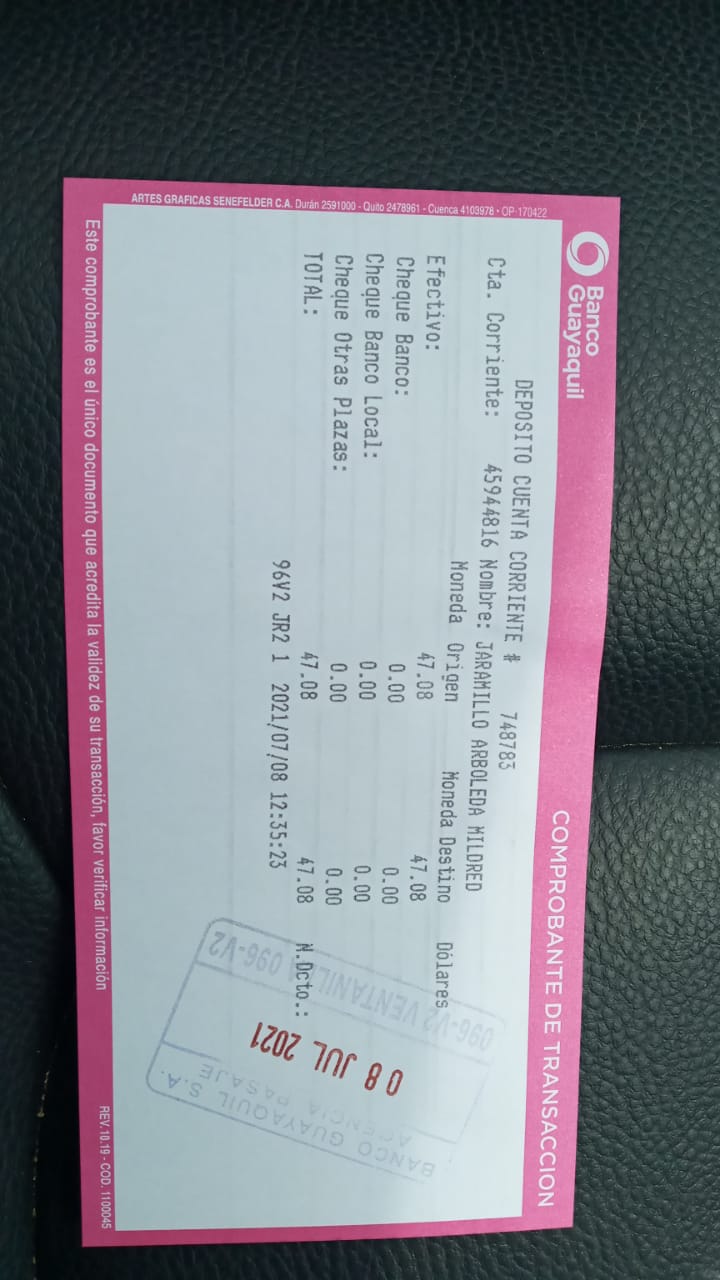 Banco
Guayaquil
COMPROBANTE DE TRANSACCION
DEPOSITO CUENTA CORRIENTE # 748783
Cta. Corriente: 45944816 Nombre: JARAMILLO ARBOLEDA MILDRED
Moneda Origen Moneda Destino Dólares
Efectivo: 47.08 47.08
Cheque Banco: 0.00 0.00
Cheque Banco Local: 0.00 0.00
Cheque Otras Plazas: 0.00 0.00
TOTAL: 47.08 47.08 N.Dcto.:
96V2 JR2 1 2021/07/08 12:35:23
BANCO GUAYAQUIL S.A.
AGENCIA PASAJE
08 JUL 2021
096-V2 VENTANILLA 096-V2
ARTES GRAFICAS SENEFELDER C.A. Durán 2591000 - Quito 2478961 - Cuenca 4103978 • OP-170422
Este comprobante es el único documento que acredita la validez de su transacción, favor verificar información
REV.10.19 - COD. 1100045